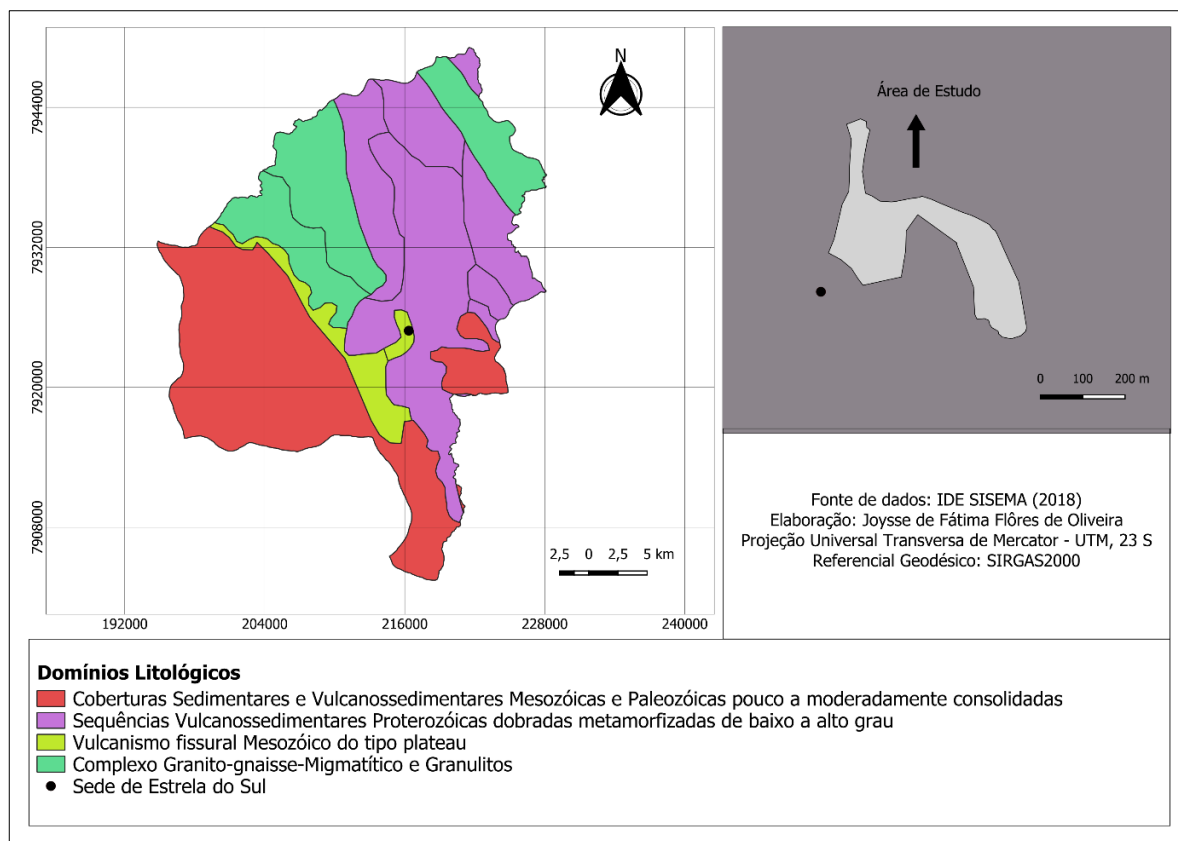 N
7944000
7932000
7920000
7908000
192000
204000
216000
228000
240000
2,5 0 2,5 5 km
Área de Estudo
0 100 200 m
Fonte de dados: IDE SISEMA (2018)
Elaboração: Joysse de Fátima Flôres de Oliveira
Projeção Universal Transversa de Mercator - UTM, 23 S
Referencial Geodésico: SIRGAS2000
Domínios Litológicos
Coberturas Sedimentares e Vulcanossedimentares Mesozóicas e Paleozóicas pouco a moderadamente consolidadas
Sequências Vulcanossedimentares Proterozóicas dobradas metamorfizadas de baixo a alto grau
Vulcanismo fissural Mesozóico do tipo plateau
Complexo Granito-gnaisse-Migmatítico e Granulitos
Sede de Estrela do Sul